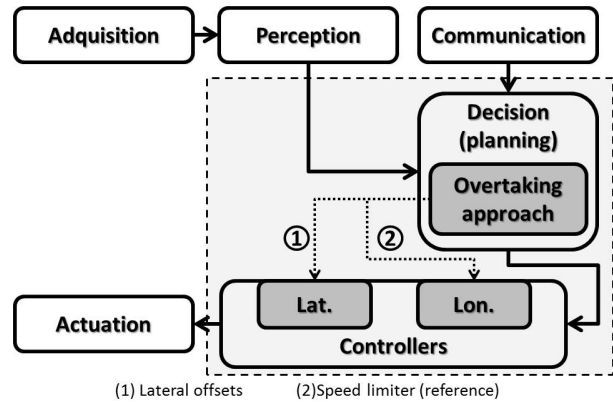 Adquisition
Perception
Communication
Decision
(planning)
Overtaking
approach
①
②
Lat.
Lon.
Actuation
Controllers
(1) Lateral offsets
(2)Speed limiter (reference)